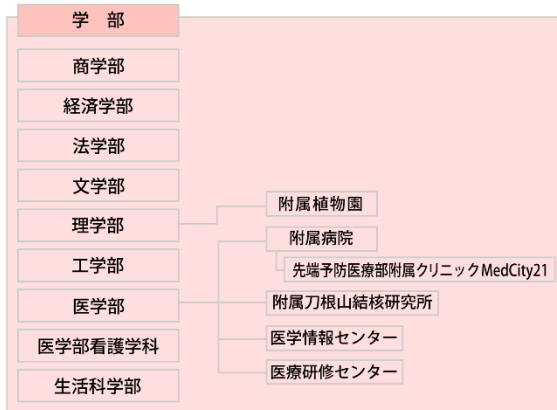 学 部
商学部
経済学部
法学部
文学部
理学部
附属植物園
工学部
医学部
附属病院
先端予防医療部附属クリニックMedCity21
附属刀根山結核研究所
医学情報センター
医療研修センター
医学部看護学科
生活科学部